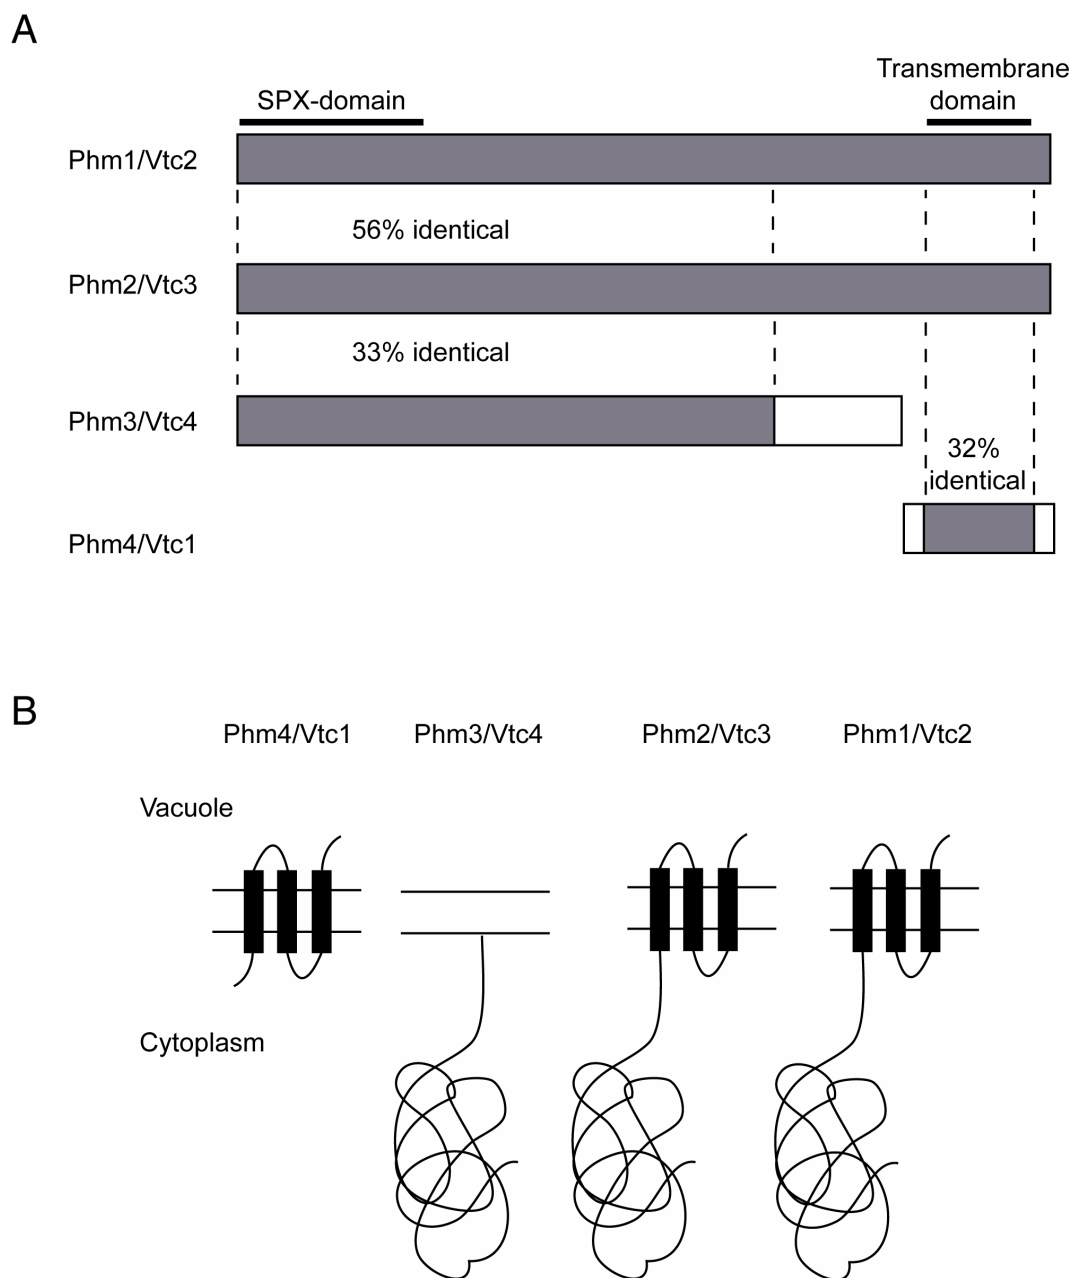 A
Transmembrane
domain
SPX-domain
Phm1/Vtc2
56% identical
Phm2/Vtc3
33% identical
Phm3/Vtc4
32%
identical
Phm4/Vtc1
B
Phm4/Vtc1 Phm3/Vtc4 Phm2/Vtc3 Phm1/Vtc2
Vacuole
Cytoplasm